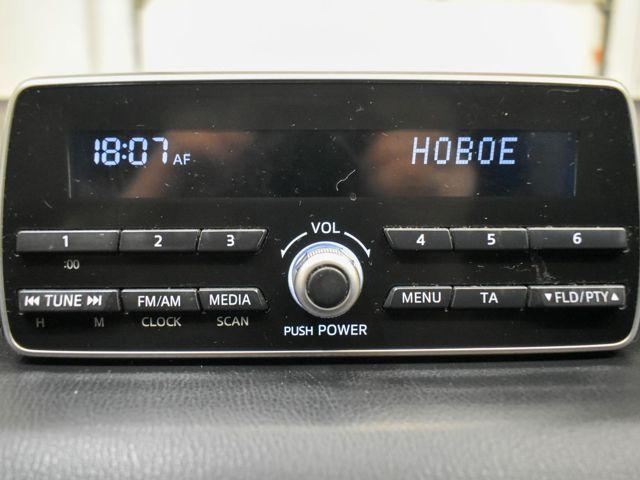 18:07 AF HOBOE
VOL
1 2 3 4 5 6
:00
⏮ TUNE ⏭ FM/AM MEDIA MENU TA ▼FLD/PTY▲
H M CLOCK SCAN
PUSH POWER